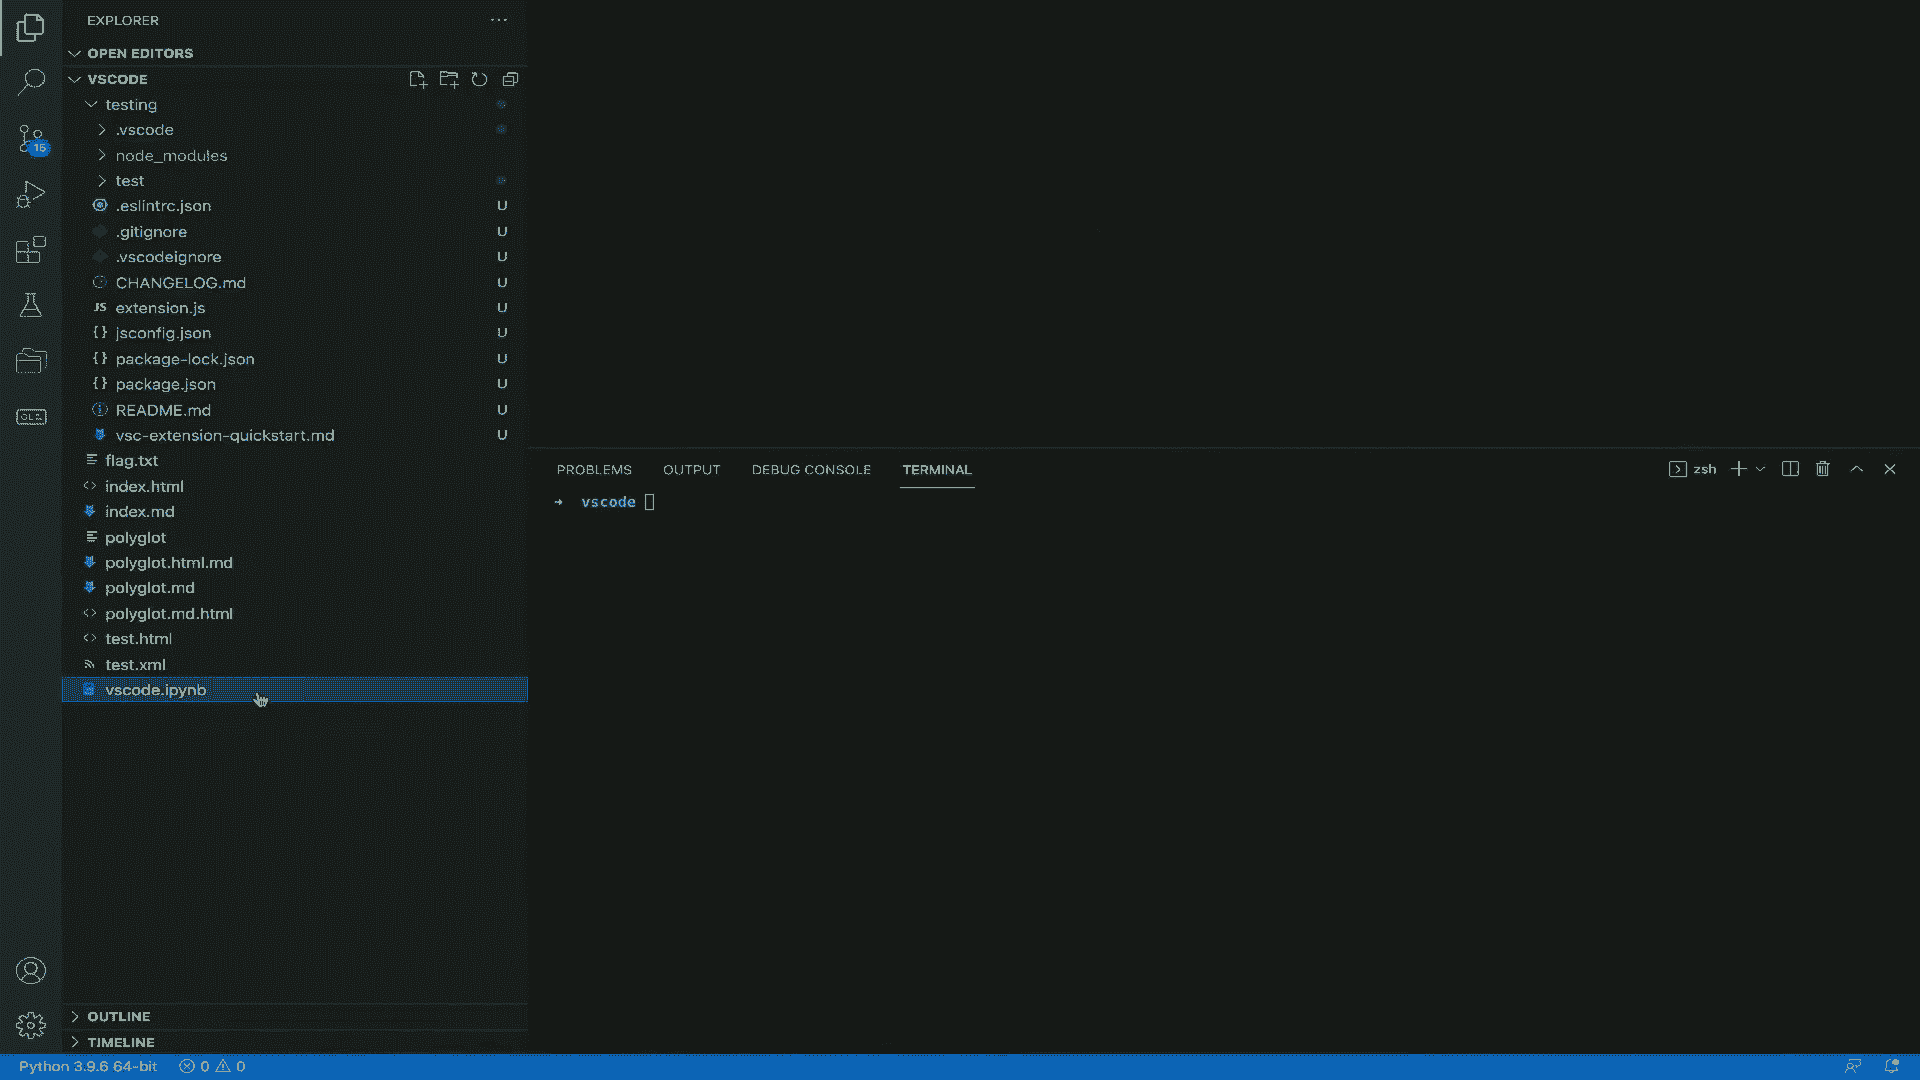 EXPLORER
OPEN EDITORS
VSCODE
testing
.vscode
node_modules
test
.eslintrc.json U
.gitignore U
.vscodeignore U
CHANGELOG.md U
JS extension.js U
{} jsconfig.json U
{} package-lock.json U
{} package.json U
README.md U
vsc-extension-quickstart.md U
flag.txt
<> index.html
index.md
polyglot
polyglot.html.md
polyglot.md
<> polyglot.md.html
<> test.html
test.xml
vscode.ipynb
OUTLINE
TIMELINE
15
PROBLEMS OUTPUT DEBUG CONSOLE TERMINAL
zsh
→ vscode
Python 3.9.6 64-bit 0 0